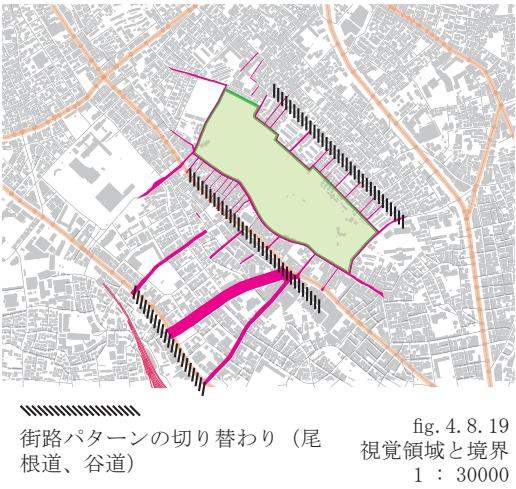 街路パターンの切り替わり（尾
根道、谷道）
fig. 4. 8. 19
視覚領域と境界
1 : 30000